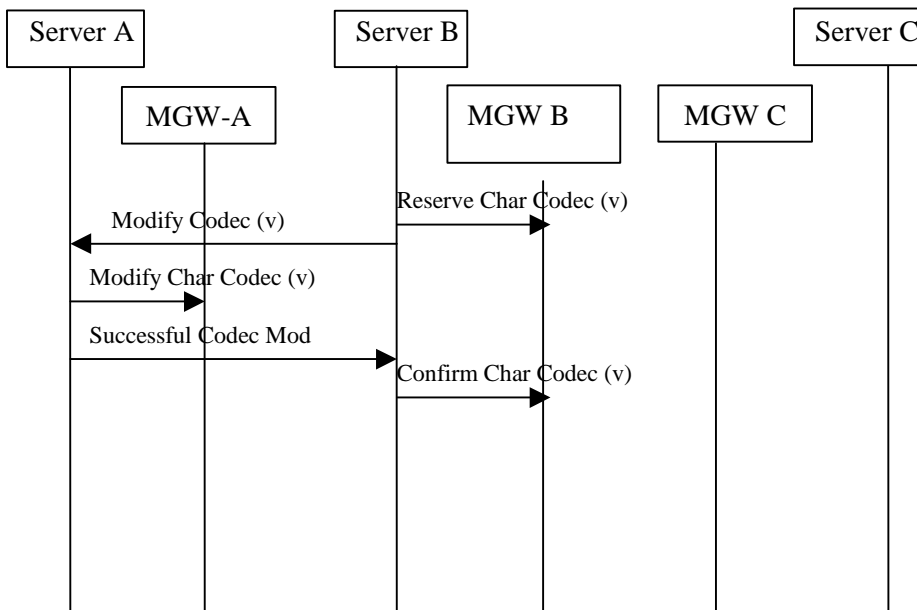 Server A
Server B
Server C
MGW-A
MGW B
MGW C
Reserve Char Codec (v)
Modify Codec (v)
Modify Char Codec (v)
Successful Codec Mod
Confirm Char Codec (v)